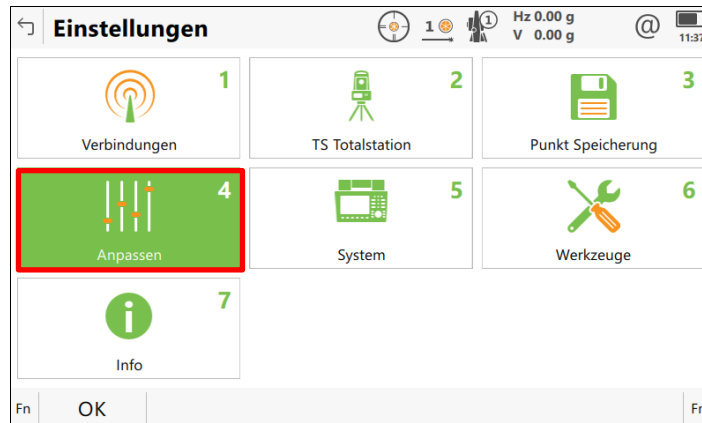 Einstellungen
1
1
Hz 0.00 g
V 0.00 g
@
11:37
1
Verbindungen
2
TS Totalstation
3
Punkt Speicherung
4
Anpassen
5
System
6
Werkzeuge
7
Info
Fn
OK